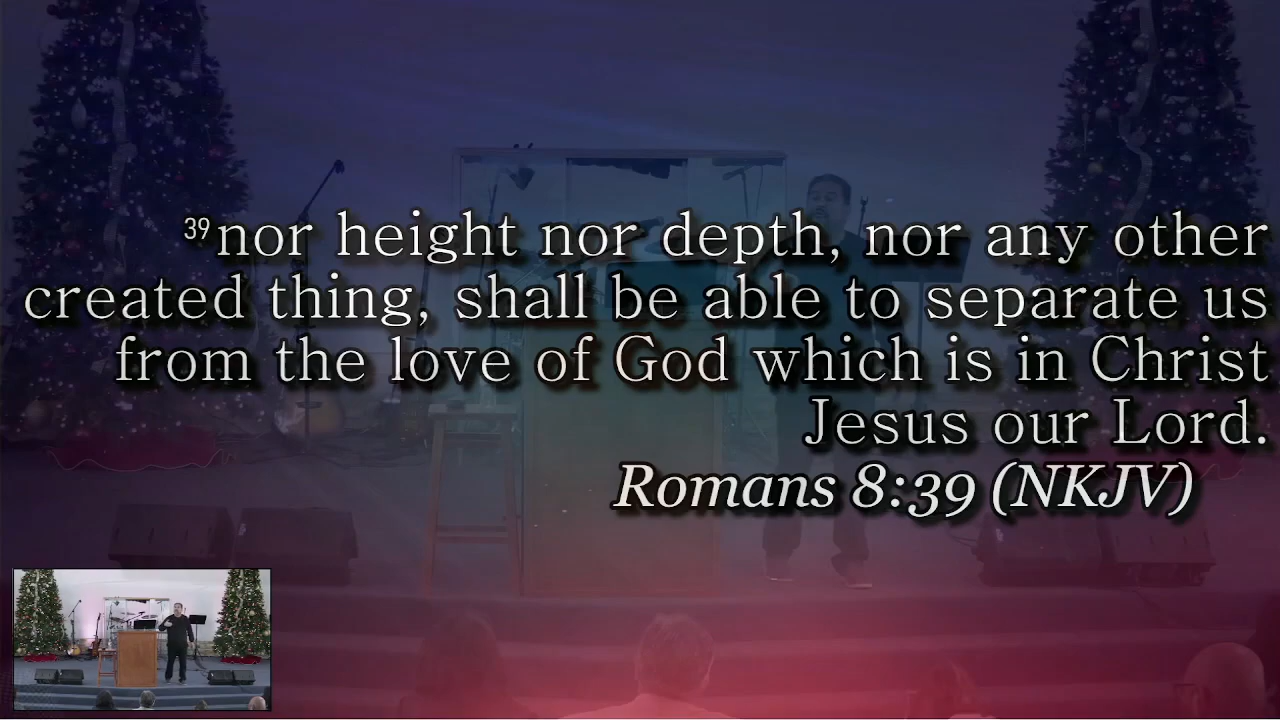 39nor height nor depth, nor any other
created thing, shall be able to separate us
from the love of God which is in Christ
Jesus our Lord.
Romans 8:39 (NKJV)